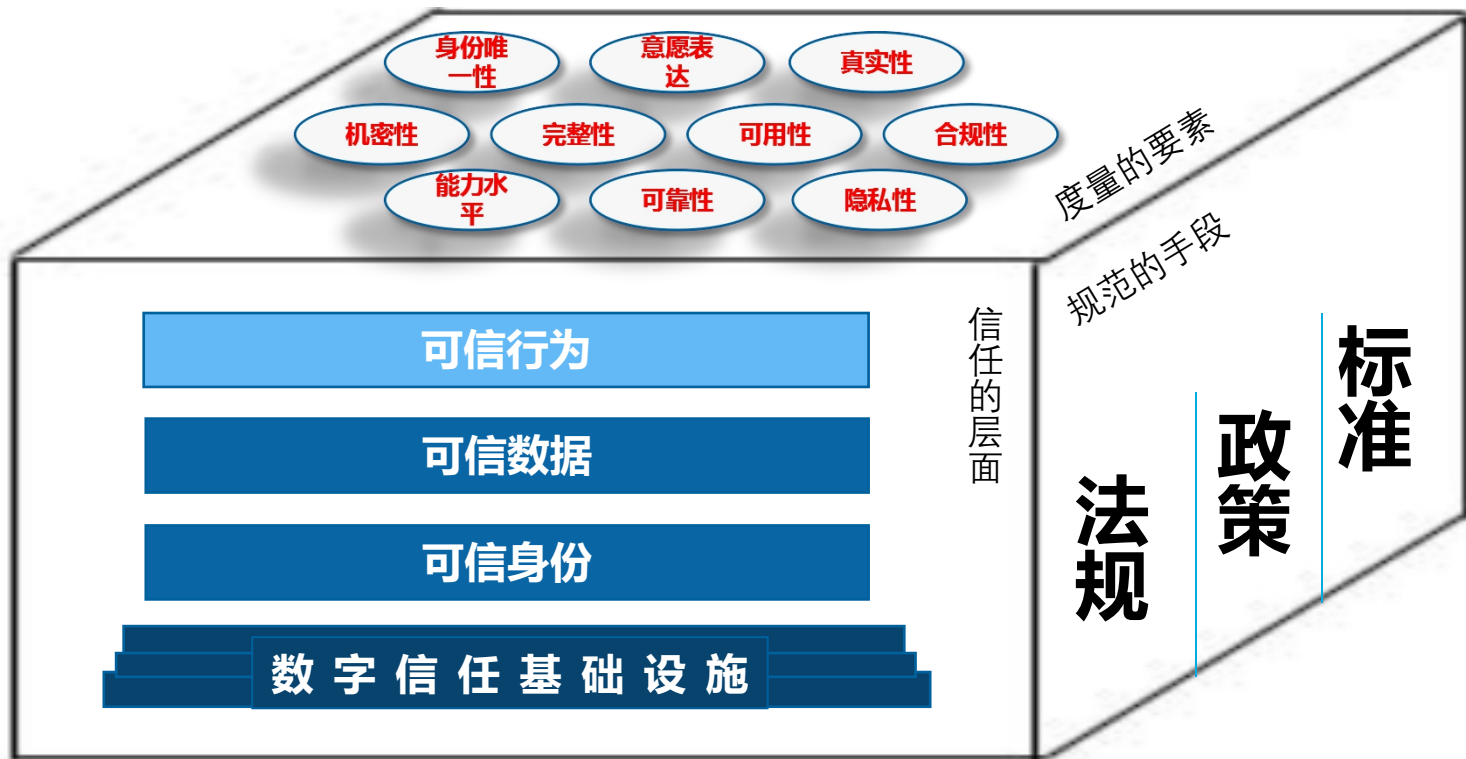 身份唯
一性
意愿表
达
真实性
机密性
完整性
可用性
合规性
能力水
平
可靠性
隐私性
度量的要素
规范的手段
信任的层面
可信行为
可信数据
可信身份
数字信任基础设施
法规
政策
标准